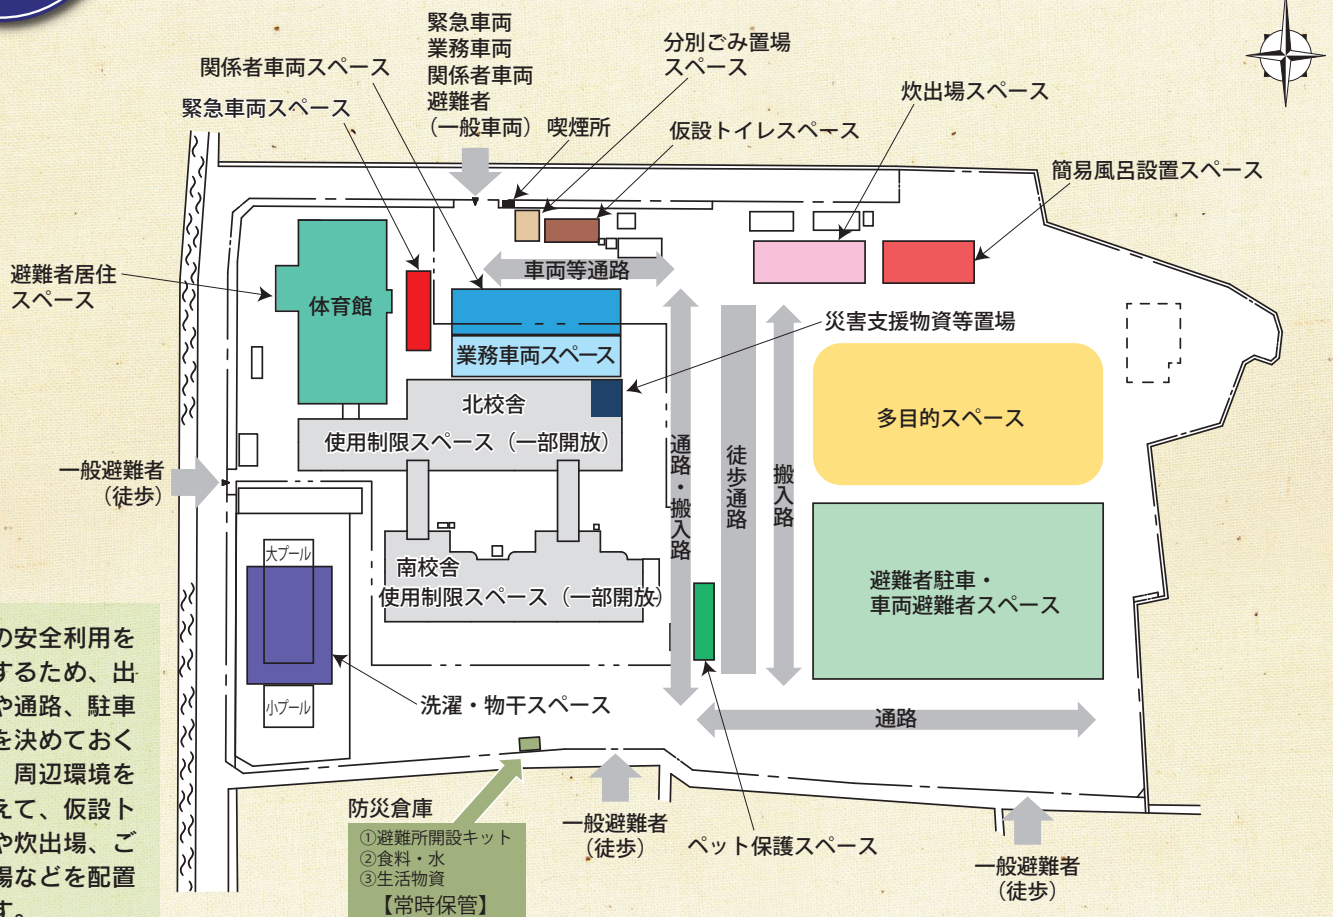 緊急車両
業務車両
関係者車両
避難者
（一般車両）
分別ごみ置場
スペース
関係者車両スペース
緊急車両スペース
喫煙所
仮設トイレスペース
炊出場スペース
簡易風呂設置スペース
避難者居住
スペース
体育館
車両等通路
業務車両スペース
災害支援物資等置場
北校舎
使用制限スペース（一部開放）
多目的スペース
通路・搬入路
徒歩通路
搬入路
一般避難者
（徒歩）
大プール
南校舎
使用制限スペース（一部開放）
避難者駐車・
車両避難者スペース
小プール
洗濯・物干スペース
通路
の安全利用を
するため、出
や通路、駐車
を決めておく
周辺環境を
えて、仮設ト
や炊出場、ご
場などを配置
す。
防災倉庫
①避難所開設キット
②食料・水
③生活物資
【常時保管】
一般避難者
（徒歩）
ペット保護スペース
一般避難者
（徒歩）